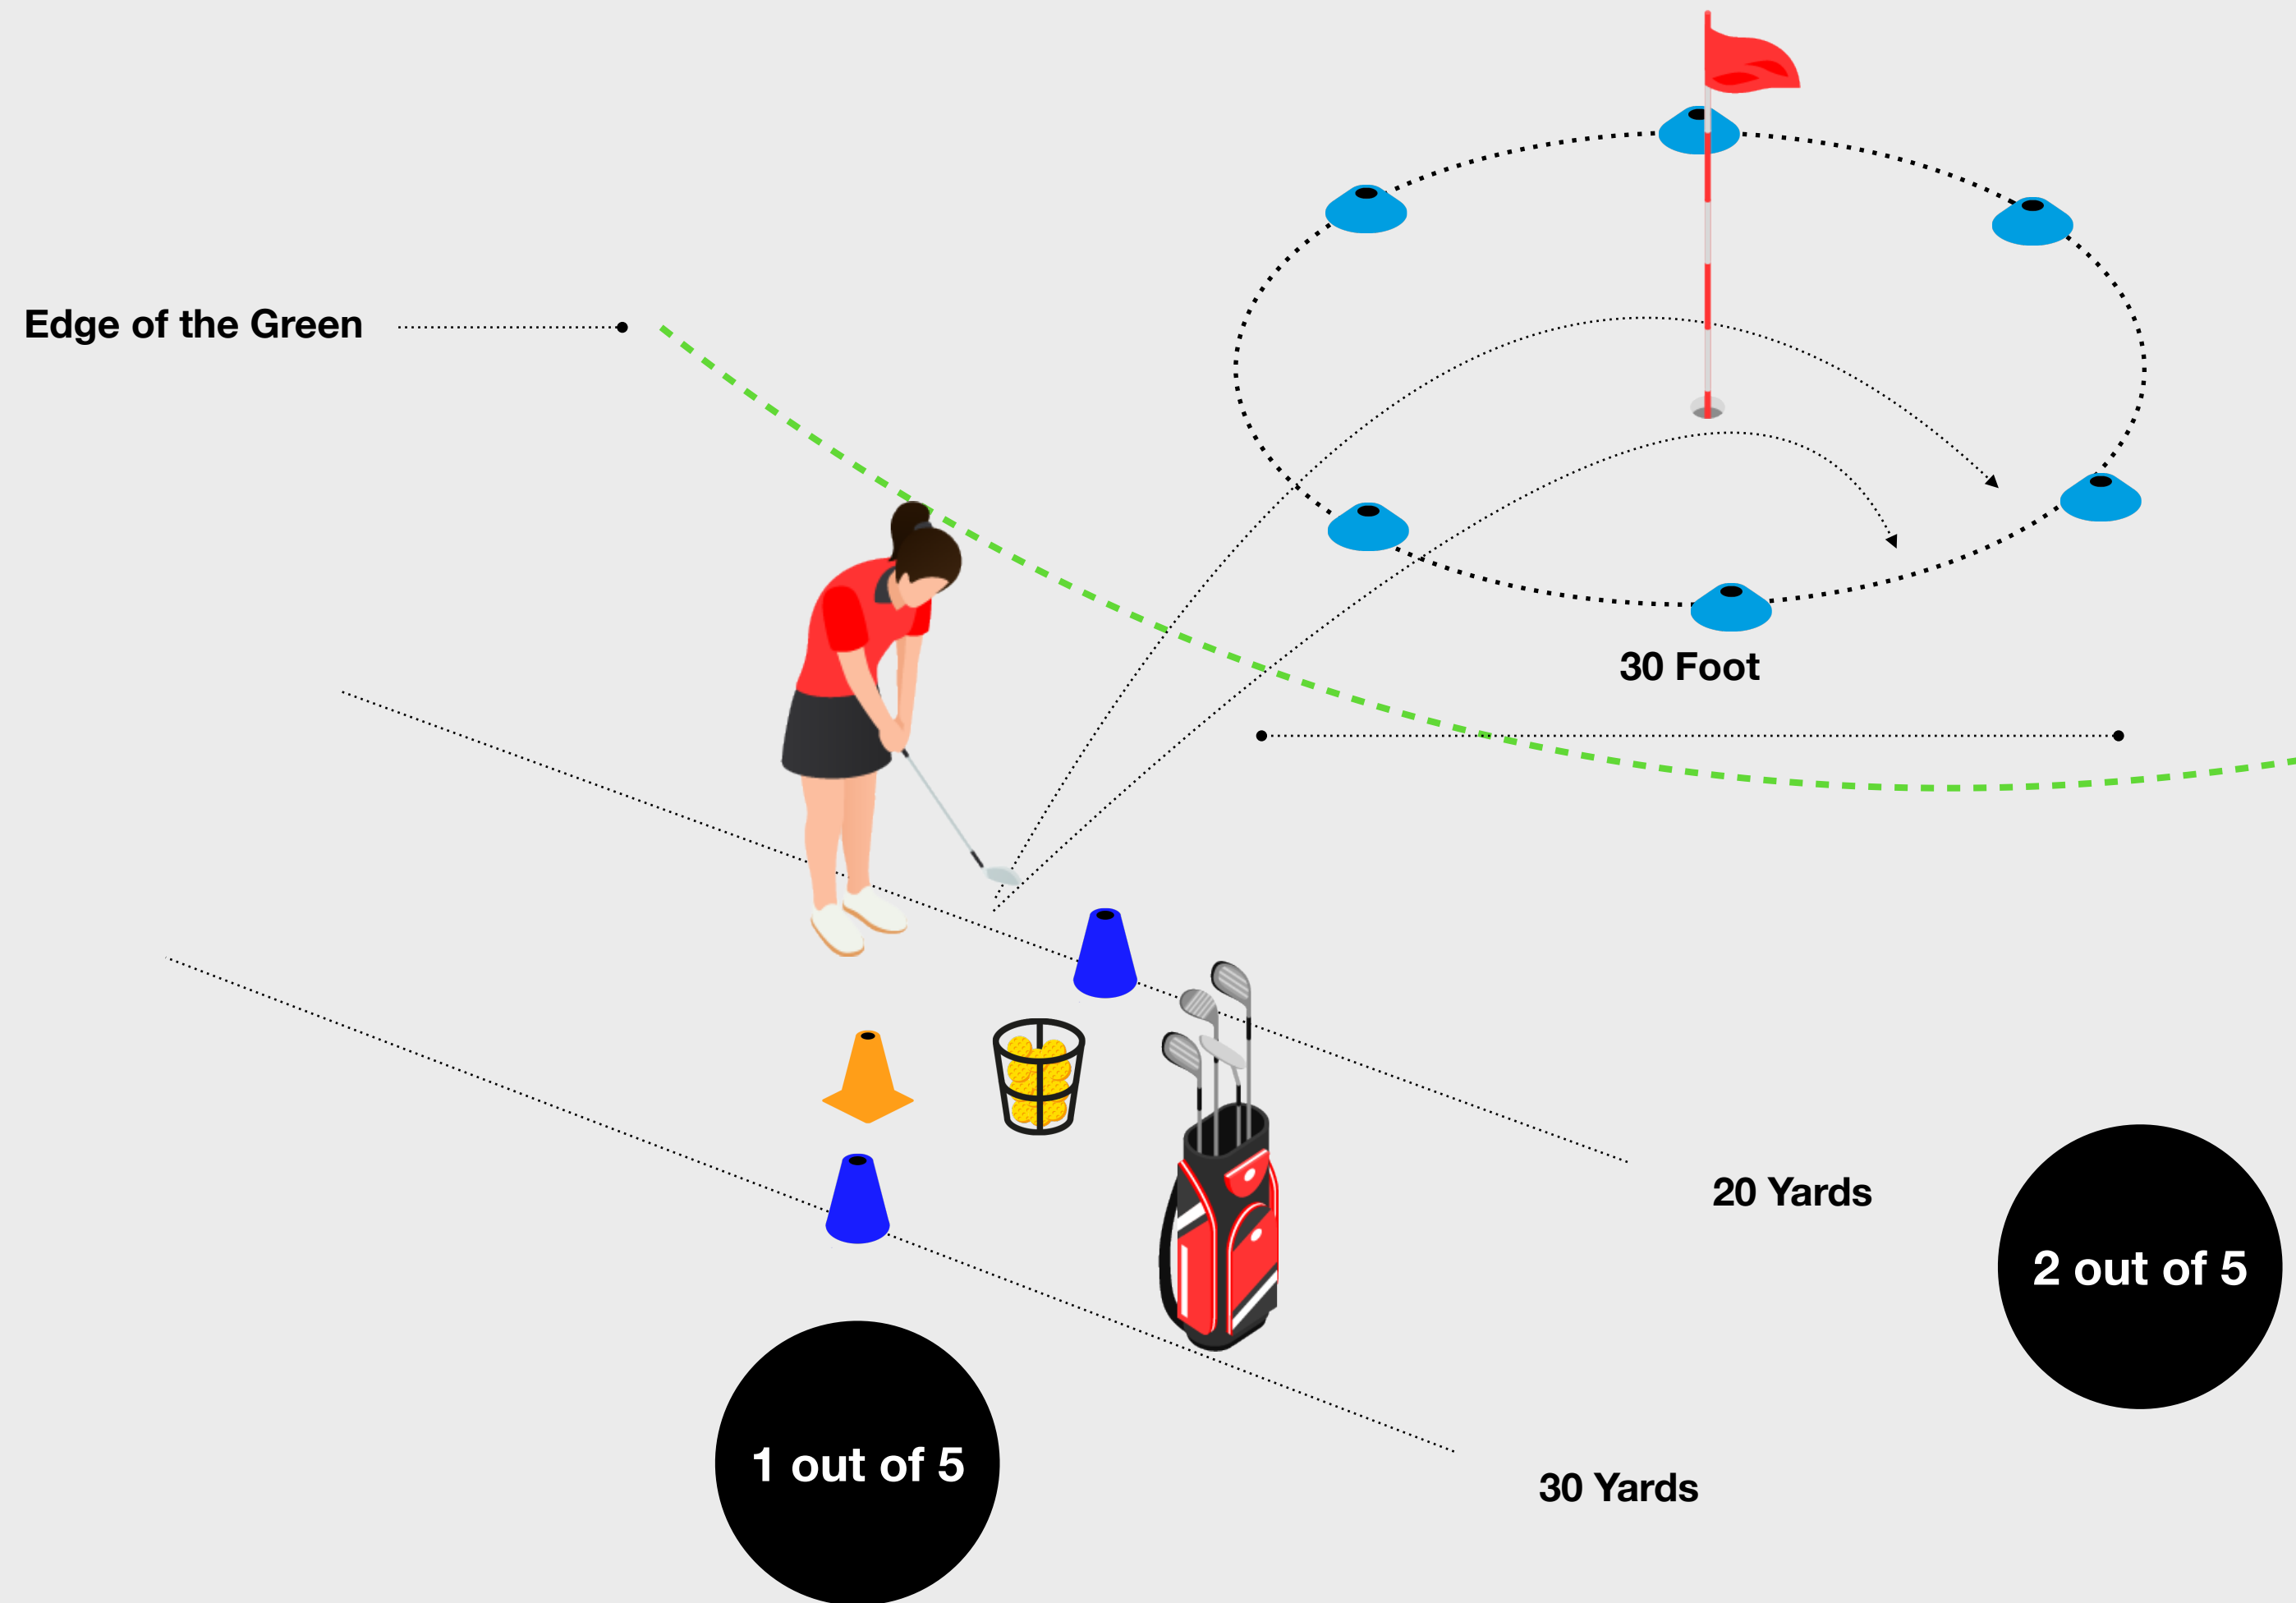 Edge of the Green
30 Foot
20 Yards
2 out of 5
1 out of 5
30 Yards